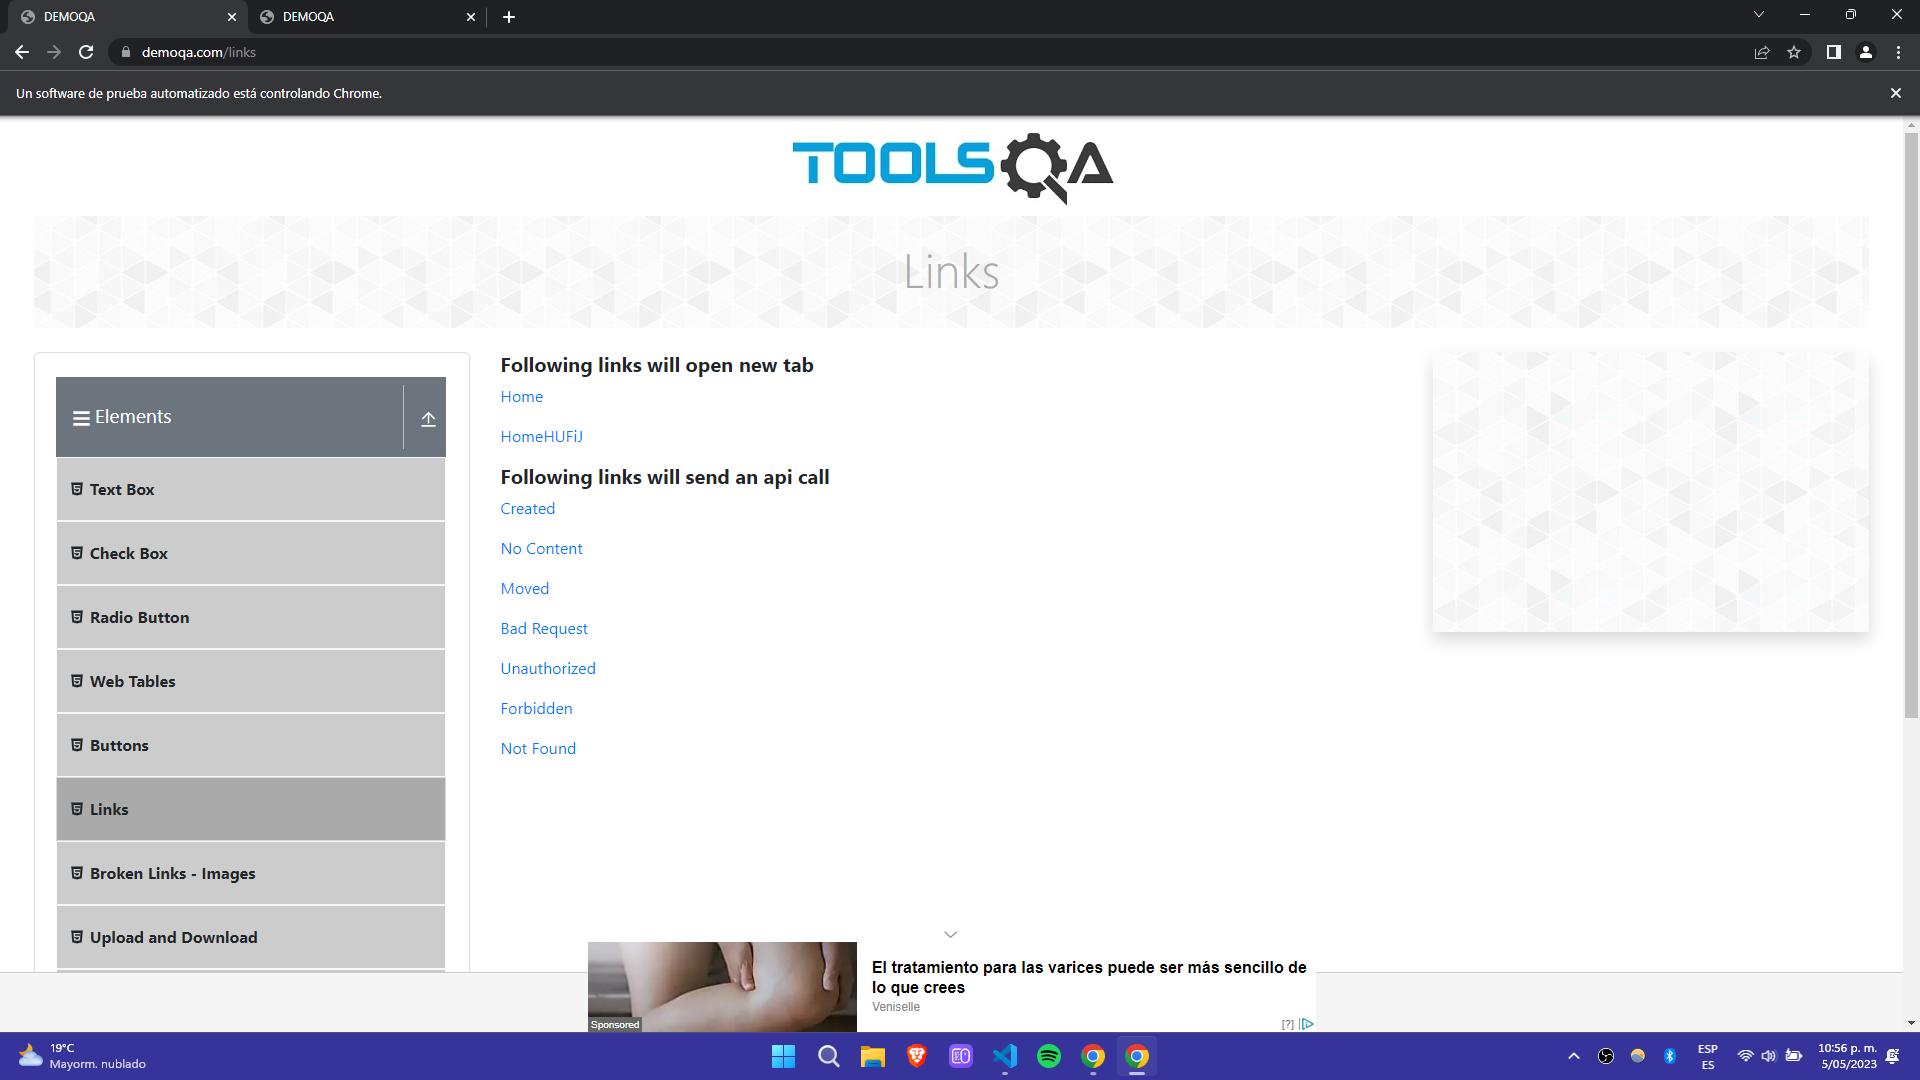 DEMOQA
DEMOQA
demoqa.com/links
Un software de prueba automatizado está controlando Chrome.
TOOLSQA
Links
Elements
Text Box
Check Box
Radio Button
Web Tables
Buttons
Links
Broken Links - Images
Upload and Download
Following links will open new tab
Home
HomeHUFiJ
Following links will send an api call
Created
No Content
Moved
Bad Request
Unauthorized
Forbidden
Not Found
Sponsored
El tratamiento para las varices puede ser más sencillo de
lo que crees
Veniselle
[?]
19°C
Mayorm. nublado
ESP
ES
10:56 p. m.
5/05/2023